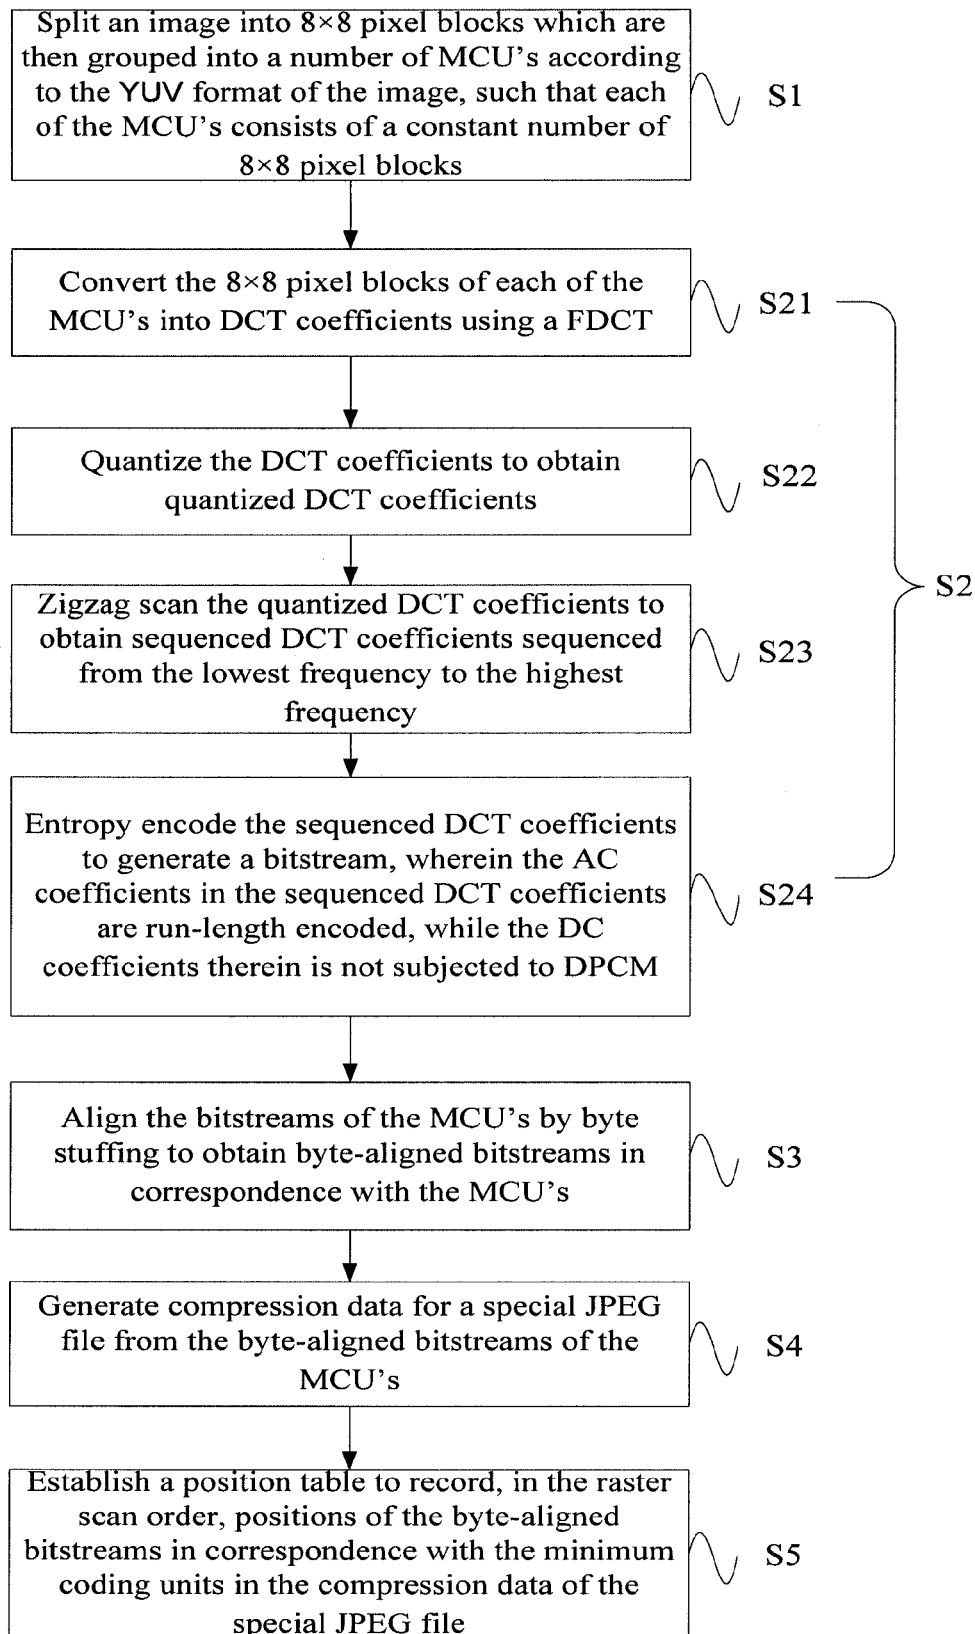 Split an image into 8×8 pixel blocks which are
then grouped into a number of MCU's according
to the YUV format of the image, such that each
of the MCU's consists of a constant number of
8×8 pixel blocks
S1
Convert the 8×8 pixel blocks of each of the
MCU's into DCT coefficients using a FDCT
S21
Quantize the DCT coefficients to obtain
quantized DCT coefficients
S22
S2
Zigzag scan the quantized DCT coefficients to
obtain sequenced DCT coefficients sequenced
from the lowest frequency to the highest
frequency
S23
Entropy encode the sequenced DCT coefficients
to generate a bitstream, wherein the AC
coefficients in the sequenced DCT coefficients
are run-length encoded, while the DC
coefficients therein is not subjected to DPCM
S24
Align the bitstreams of the MCU's by byte
stuffing to obtain byte-aligned bitstreams in
correspondence with the MCU's
S3
Generate compression data for a special JPEG
file from the byte-aligned bitstreams of the
MCU's
S4
Establish a position table to record, in the raster
scan order, positions of the byte-aligned
bitstreams in correspondence with the minimum
coding units in the compression data of the
special JPEG file
S5